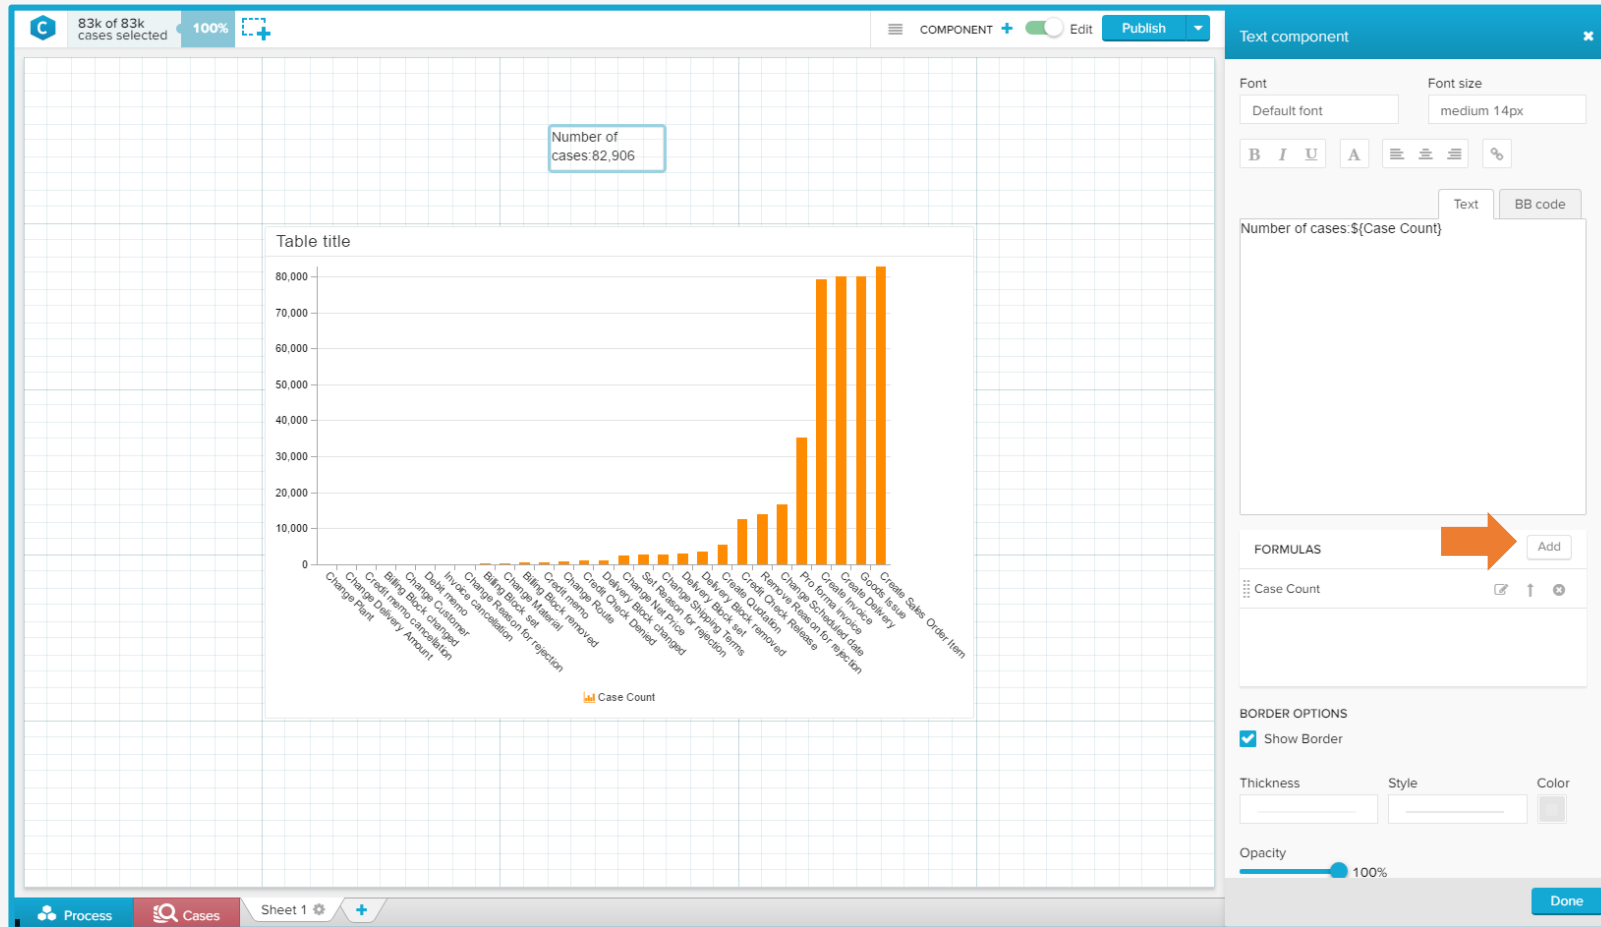 C
83k of 83k
cases selected
100%
COMPONENT
Edit
Publish
Number of
cases:82,906
Table title
80,000
70,000
60,000
50,000
40,000
30,000
20,000
10,000
0
Change Plant
Change Delivery Amount
Credit memo cancellation
Billing Block changed
Change Customer
Debit memo
Invoice cancellation
Change Reason for rejection
Billing Block set
Change Material
Billing Block removed
Credit memo
Change Route
Credit Check Denied
Delivery Block changed
Change Net Price
Set Reason for rejection
Change Shipping Terms
Delivery Block set
Delivery Block removed
Create Quotation
Credit Check Release
Remove Reason for rejection
Change Scheduled date
Pro forma invoice
Create Invoice
Create Delivery
Goods Issue
Create Sales Order Item
Case Count
Process
Cases
Sheet 1
Text component
Font
Font size
Default font
medium 14px
B I U A
Text
BB code
Number of cases:${Case Count}
FORMULAS
Add
Case Count
BORDER OPTIONS
Show Border
Thickness
Style
Color
Opacity
100%
Done